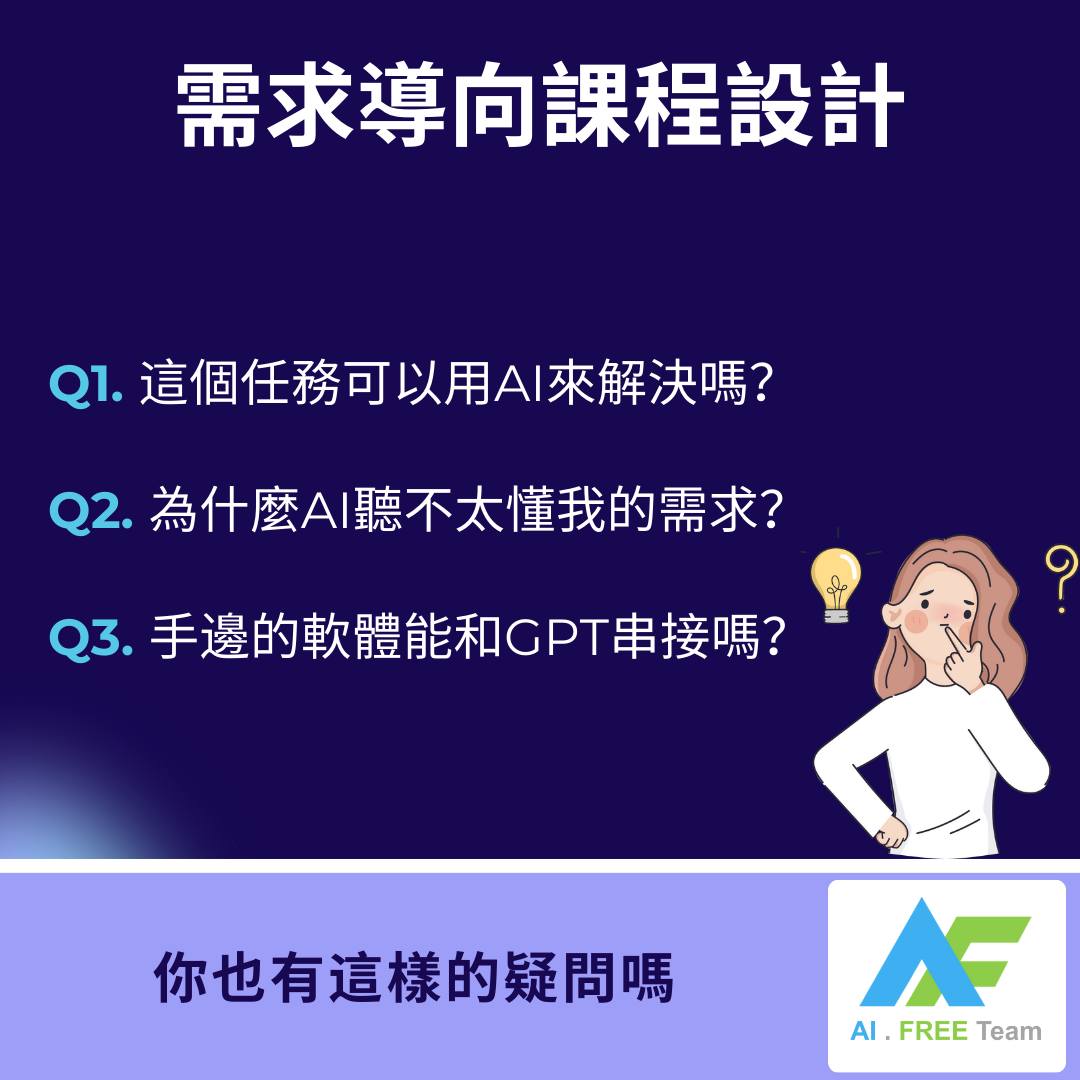 需求導向課程設計
Q1. 這個任務可以用AI來解決嗎？
Q2. 為什麼AI聽不太懂我的需求？
Q3. 手邊的軟體能和GPT串接嗎？
你也有這樣的疑問嗎
AI . FREE Team